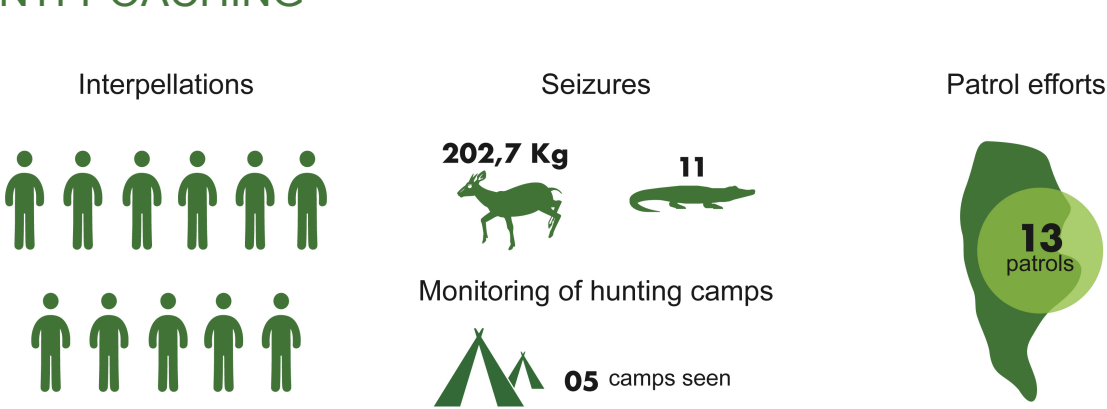 Interpellations
Seizures
Patrol efforts
202,7 Kg
11
13
patrols
Monitoring of hunting camps
05 camps seen